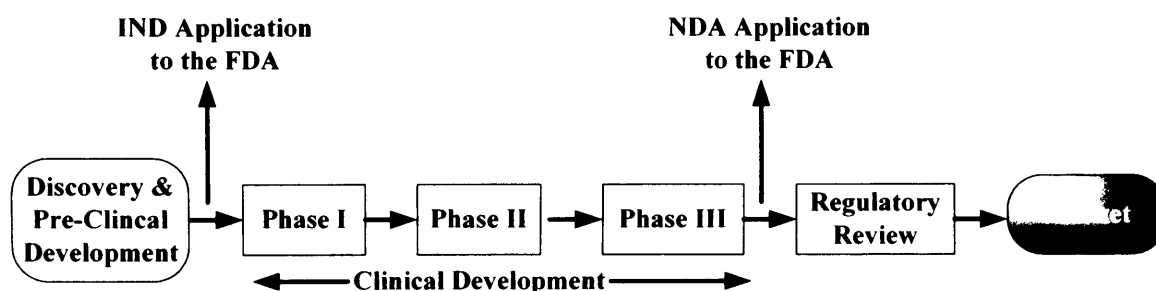 IND Application
to the FDA
NDA Application
to the FDA
Discovery &
Pre-Clincal
Development
Phase I
Phase II
Phase III
Regulatory
Review
Clinical Development